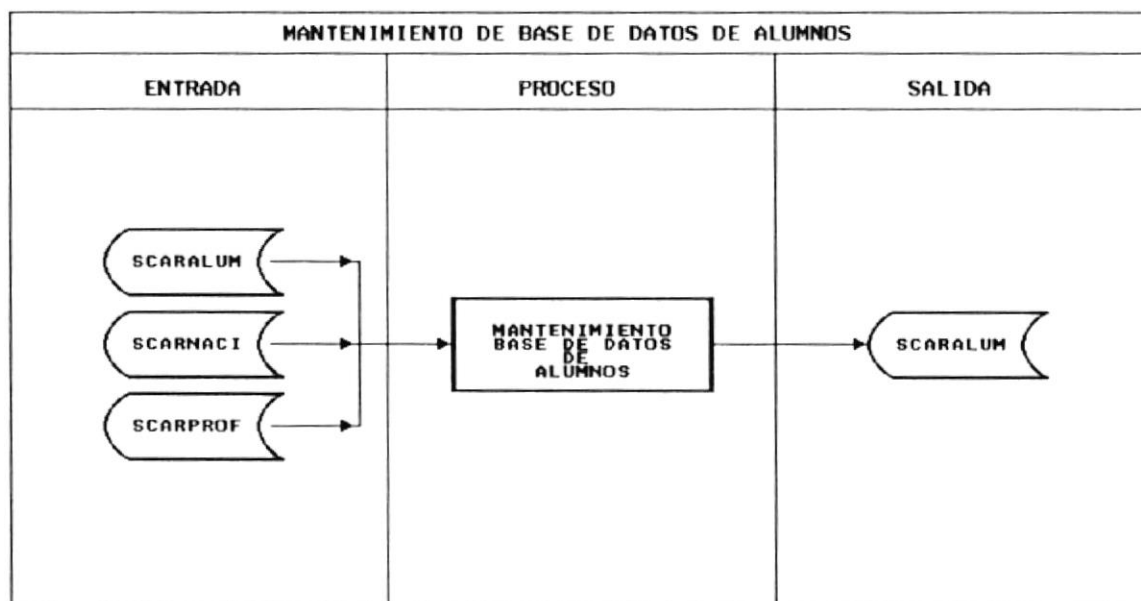 MANTENIMIENTO DE BASE DE DATOS DE ALUMNOS
ENTRADA
PROCESO
SALIDA
SCARALUM
SCARNACI
SCARPROF
MANTENIMIENTO
BASE DE DATOS
DE
ALUMNOS
SCARALUM